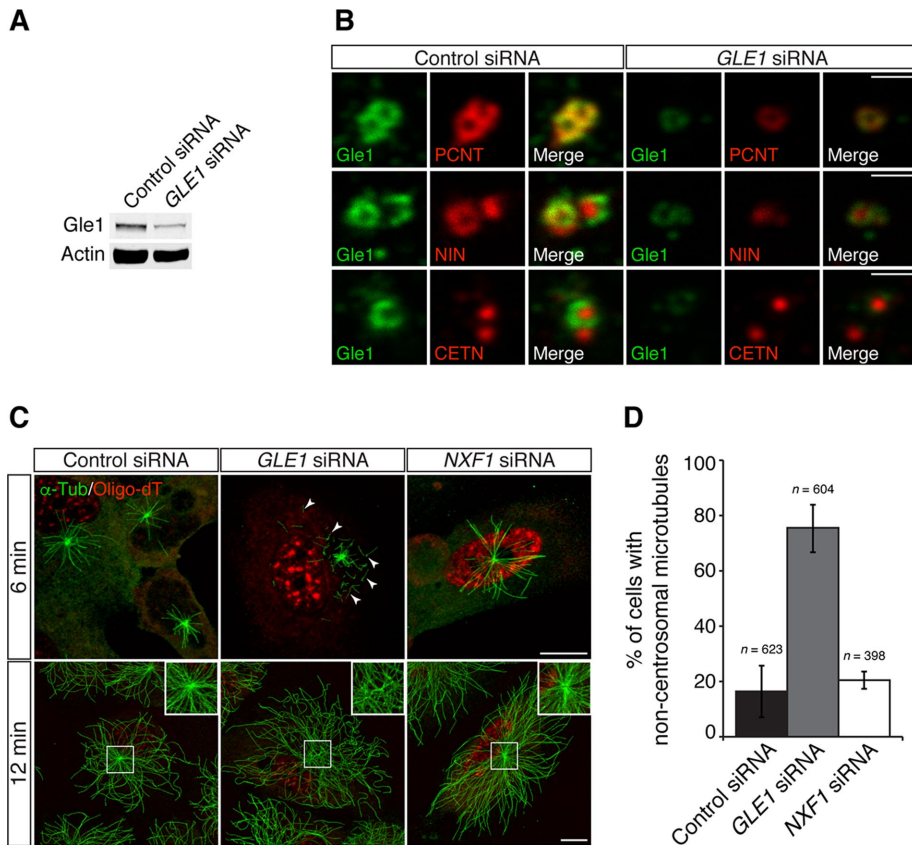 A
Control siRNA
GLE1 siRNA
Gle1
Actin
B
Control siRNA
GLE1 siRNA
Gle1 PCNT Merge Gle1 PCNT Merge
Gle1 NIN Merge Gle1 NIN Merge
Gle1 CETN Merge Gle1 CETN Merge
C
Control siRNA GLE1 siRNA NXF1 siRNA
α-Tub/Oligo-dT
6 min
12 min
D
% of cells with
non-centrosomal microtubules
100
80
60
40
20
0
n = 623
n = 604
n = 398
Control siRNA
GLE1 siRNA
NXF1 siRNA